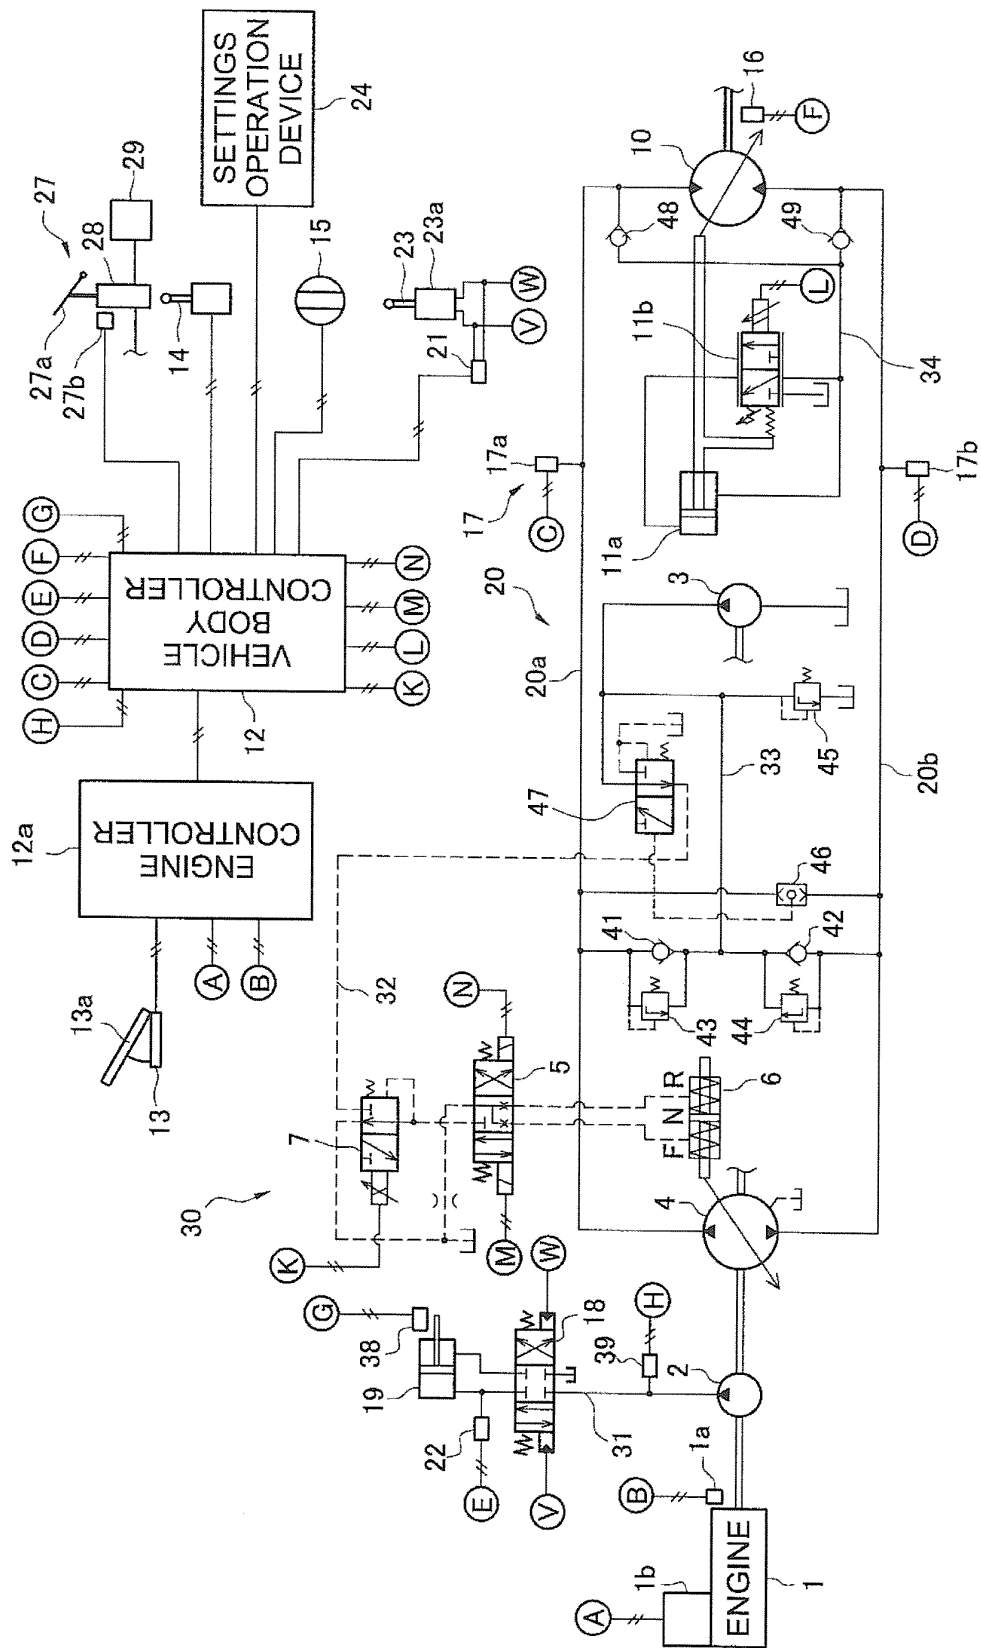 27
27a
27b
28
29
14
SETTINGS
OPERATION
DEVICE
24
15
23
23a
21
V
W
H
C
D
E
F
G
VEHICLE
BODY
CONTROLLER
12
K
L
M
N
12a
ENGINE
CONTROLLER
13a
13
A
B
16
F
10
48
49
11b
L
34
11a
17
17a
C
17b
D
20
20a
3
47
33
45
20b
46
41
42
43
44
32
N
5
7
30
K
M
F N R
6
4
G
38
19
22
E
18
W
V
31
39
H
2
B
1a
A
1b
ENGINE
1